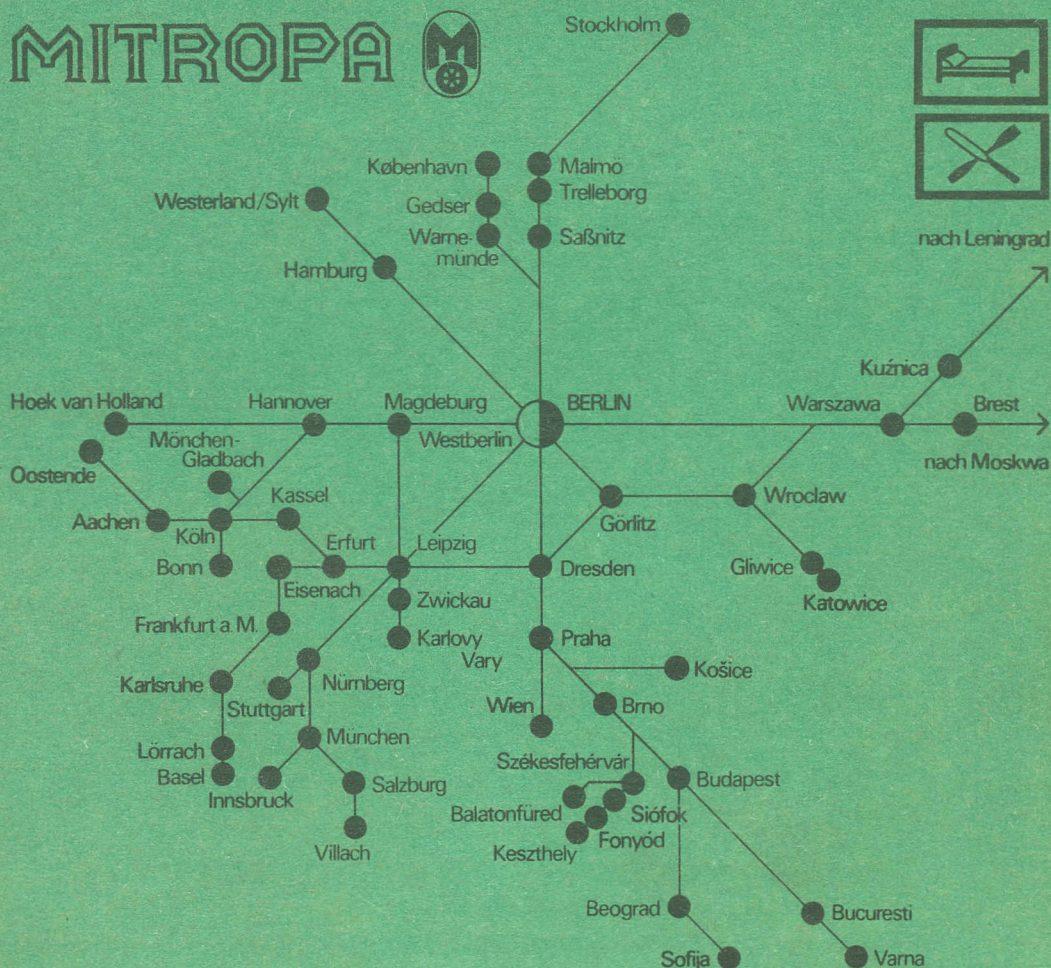 MITROPA
M
Stockholm
København
Malmö
Trelleborg
Westerland/Sylt
Gedser
Warne-
münde
Saßnitz
nach Leningrad
Hamburg
Kuźnica
Hoek van Holland
Hannover
Magdeburg
BERLIN
Warszawa
Brest
Westberlin
Mönchen-
Gladbach
nach Moskwa
Oostende
Kassel
Wroclaw
Görlitz
Aachen
Köln
Erfurt
Leipzig
Bonn
Eisenach
Dresden
Gliwice
Katowice
Zwickau
Frankfurt a. M.
Karlovy
Vary
Praha
Košice
Karlsruhe
Nürnberg
Stuttgart
Wien
Brno
München
Lörrach
Basel
Székesfehérvár
Budapest
Innsbruck
Salzburg
Balatonfüred
Siófok
Fonyód
Keszthely
Villach
Beograd
Bucuresti
Sofija
Varna